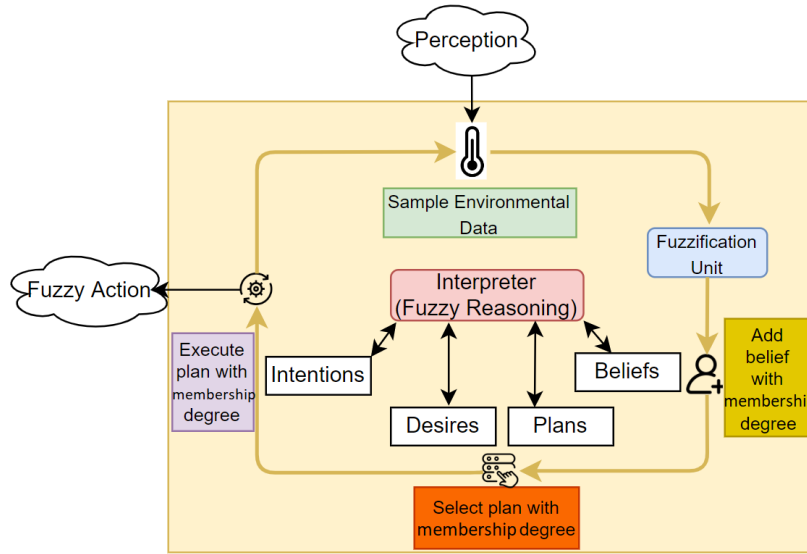 Perception
Sample Environmental
Data
Fuzzification
Unit
Fuzzy Action
Interpreter
(Fuzzy Reasoning)
Execute
plan with
membership
degree
Intentions
Beliefs
Add
belief
with
membership
degree
Desires
Plans
Select plan with
membership degree